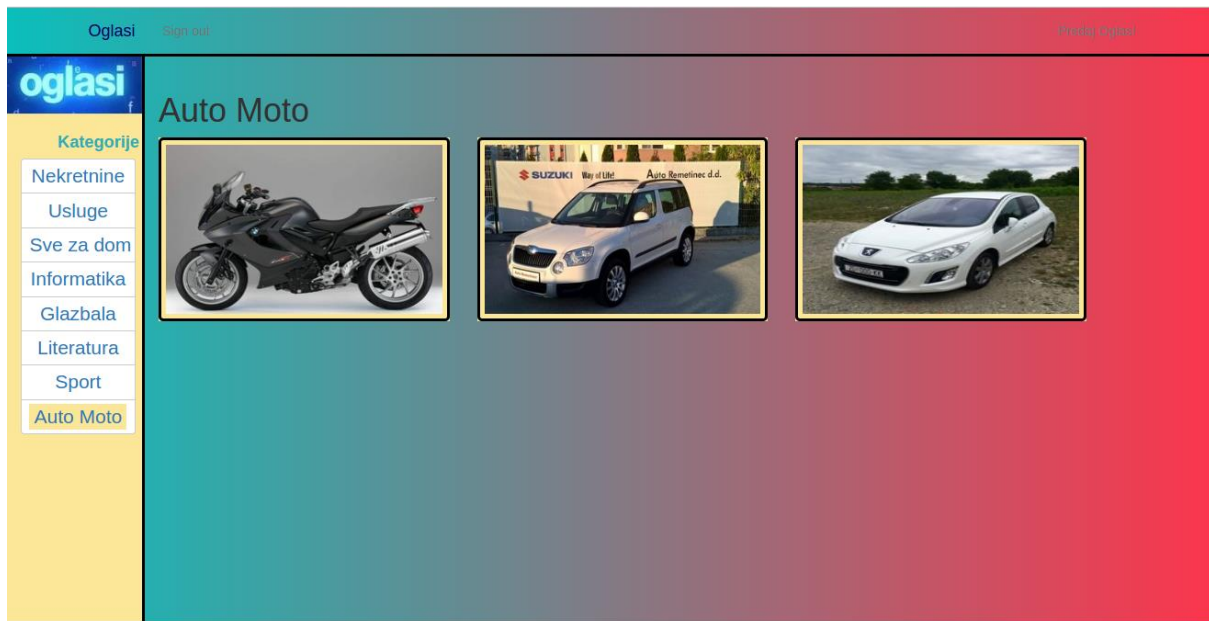 Oglasi
Sign out
Predaj Oglas!
oglasi
f
Kategorije
Nekretnine
Usluge
Sve za dom
Informatika
Glazbala
Literatura
Sport
Auto Moto
Auto Moto
SUZUKI Way of Life! Auto Remetinec d.d.